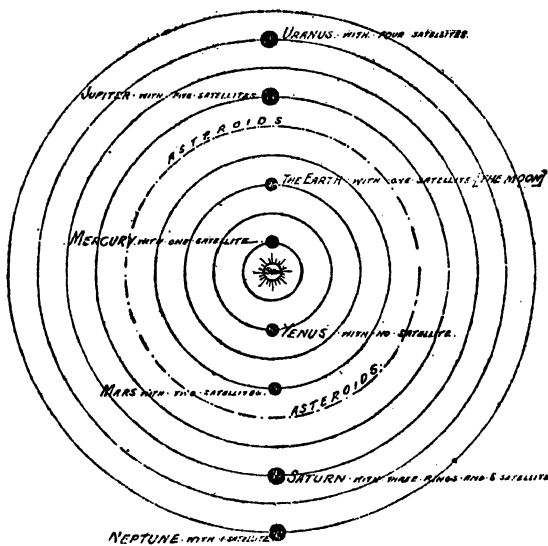 URANUS. WITH FOUR SATELLITES.
JUPITER WITH FIVE SATELLITES
ASTEROIDS
THE EARTH WITH ONE SATELLITE [THE MOON]
MERCURY. WITH ONE SATELLITE.
SUN
VENUS WITH NO SATELLITE.
MARS WITH TWO SATELLITES.
ASTEROIDS.
SATURN WITH THREE RINGS AND 8 SATELLITE
NEPTUNE WITH 1 SATELLITE